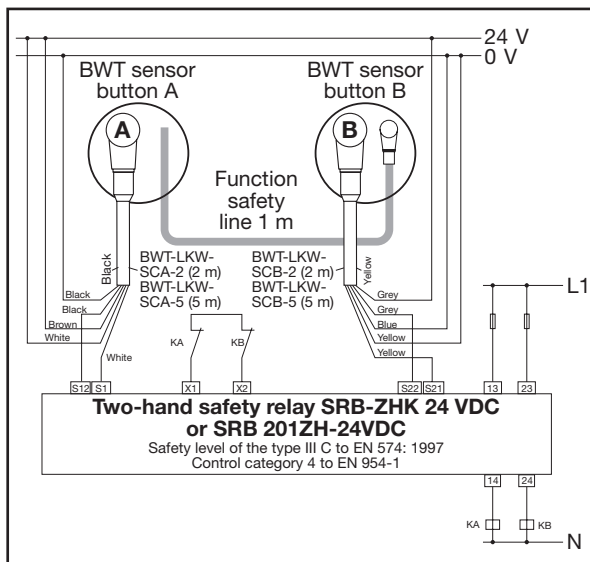 24 V
0 V
BWT sensor
button A
BWT sensor
button B
A
B
Function
safety
line 1 m
Black
BWT-LKW-
SCA-2 (2 m)
BWT-LKW-
SCA-5 (5 m)
BWT-LKW-
SCB-2 (2 m)
BWT-LKW-
SCB-5 (5 m)
Yellow
Black
Black
Brown
White
White
Grey
Grey
Blue
Yellow
Yellow
L1
KA
KB
S12
S1
X1
X2
S22
S21
13
23
Two-hand safety relay SRB-ZHK 24 VDC
or SRB 201ZH-24VDC
Safety level of the type III C to EN 574: 1997
Control category 4 to EN 954-1
14
24
KA
KB
N